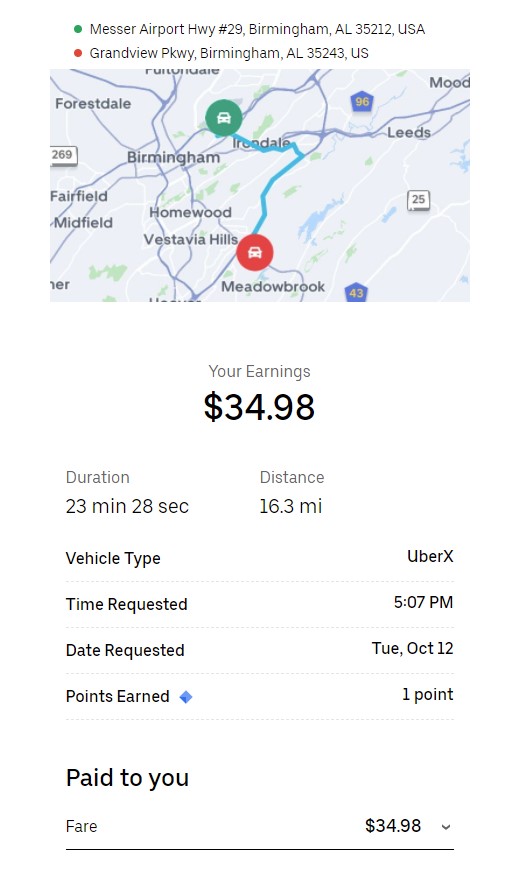 Messer Airport Hwy #29, Birmingham, AL 35212, USA
Grandview Pkwy, Birmingham, AL 35243, US
Fultondale
Mood
96
Forestdale
Leeds
Irondale
269
Birmingham
25
Fairfield
Homewood
Midfield
Vestavia Hills
Meadowbrook
ner
43
Your Earnings
$34.98
Duration Distance
23 min 28 sec 16.3 mi
Vehicle Type UberX
Time Requested 5:07 PM
Date Requested Tue, Oct 12
Points Earned 1 point
Paid to you
Fare $34.98